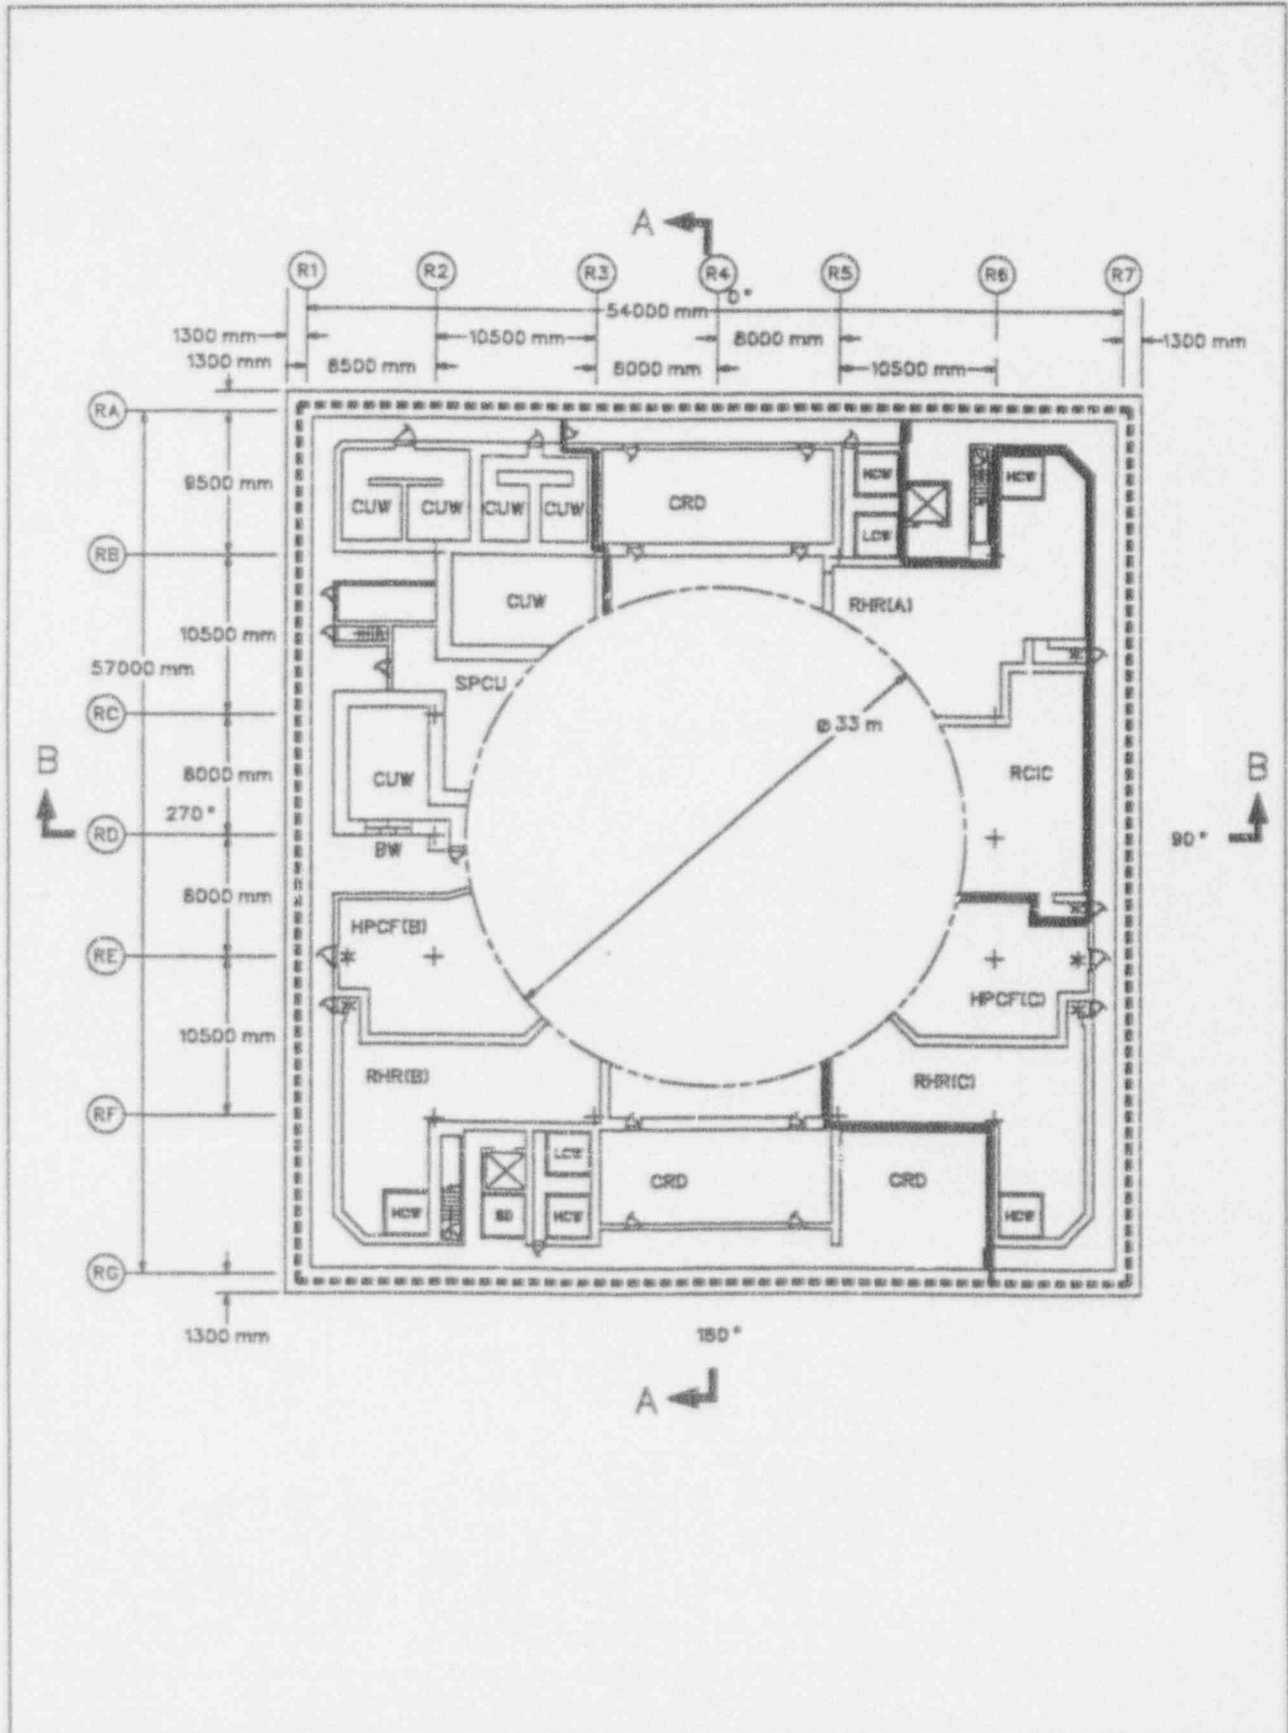 A
R1 R2 R3 R4 R5 R6 R7
0°
54000 mm
1300 mm 10500 mm 8000 mm 1300 mm
1300 mm 8500 mm 8000 mm 10500 mm
RA
9500 mm
HCW HCW
CUW CUW CUW CUW CRD
LCW
RB
CUW RHR(A)
10500 mm
57000 mm
SPCU
RC
Ø 33 m
B B
8000 mm CUW RCIC
270°
RD 90°
BW
8000 mm
HPCF(B)
RE
HPCF(C)
10500 mm
RHR(B) RHR(C)
RF
LCW
CRD CRD
HCW SD HCW HCW
RG
1300 mm 180°
A